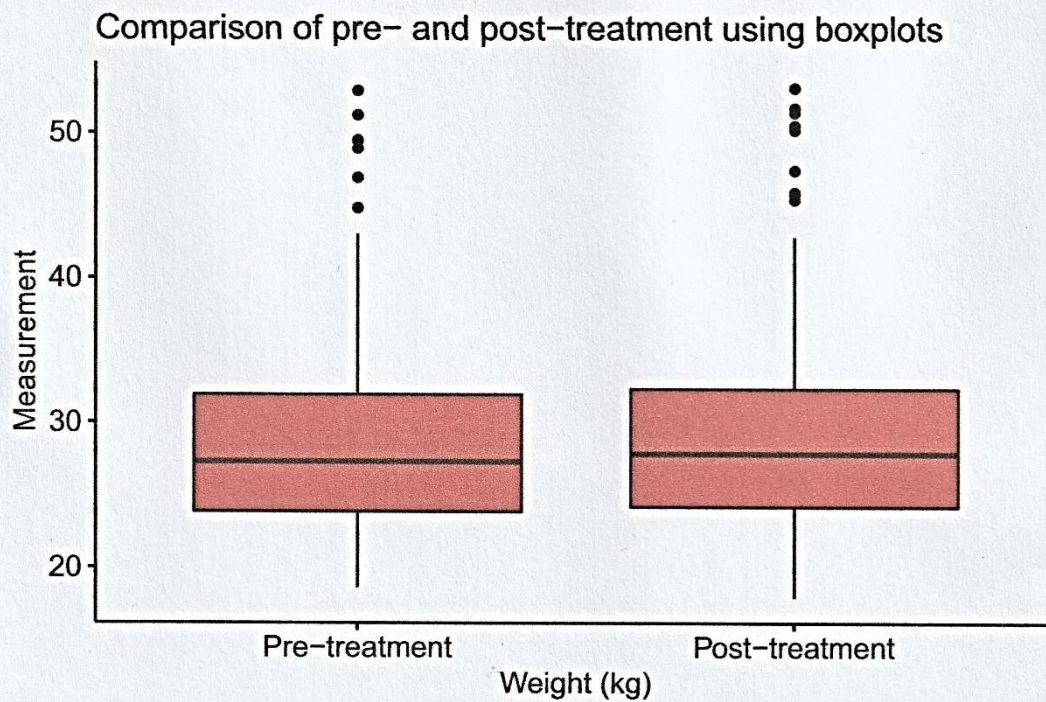 Comparison of pre- and post-treatment using boxplots
50
40
30
20
Measurement
Pre-treatment
Post-treatment
Weight (kg)